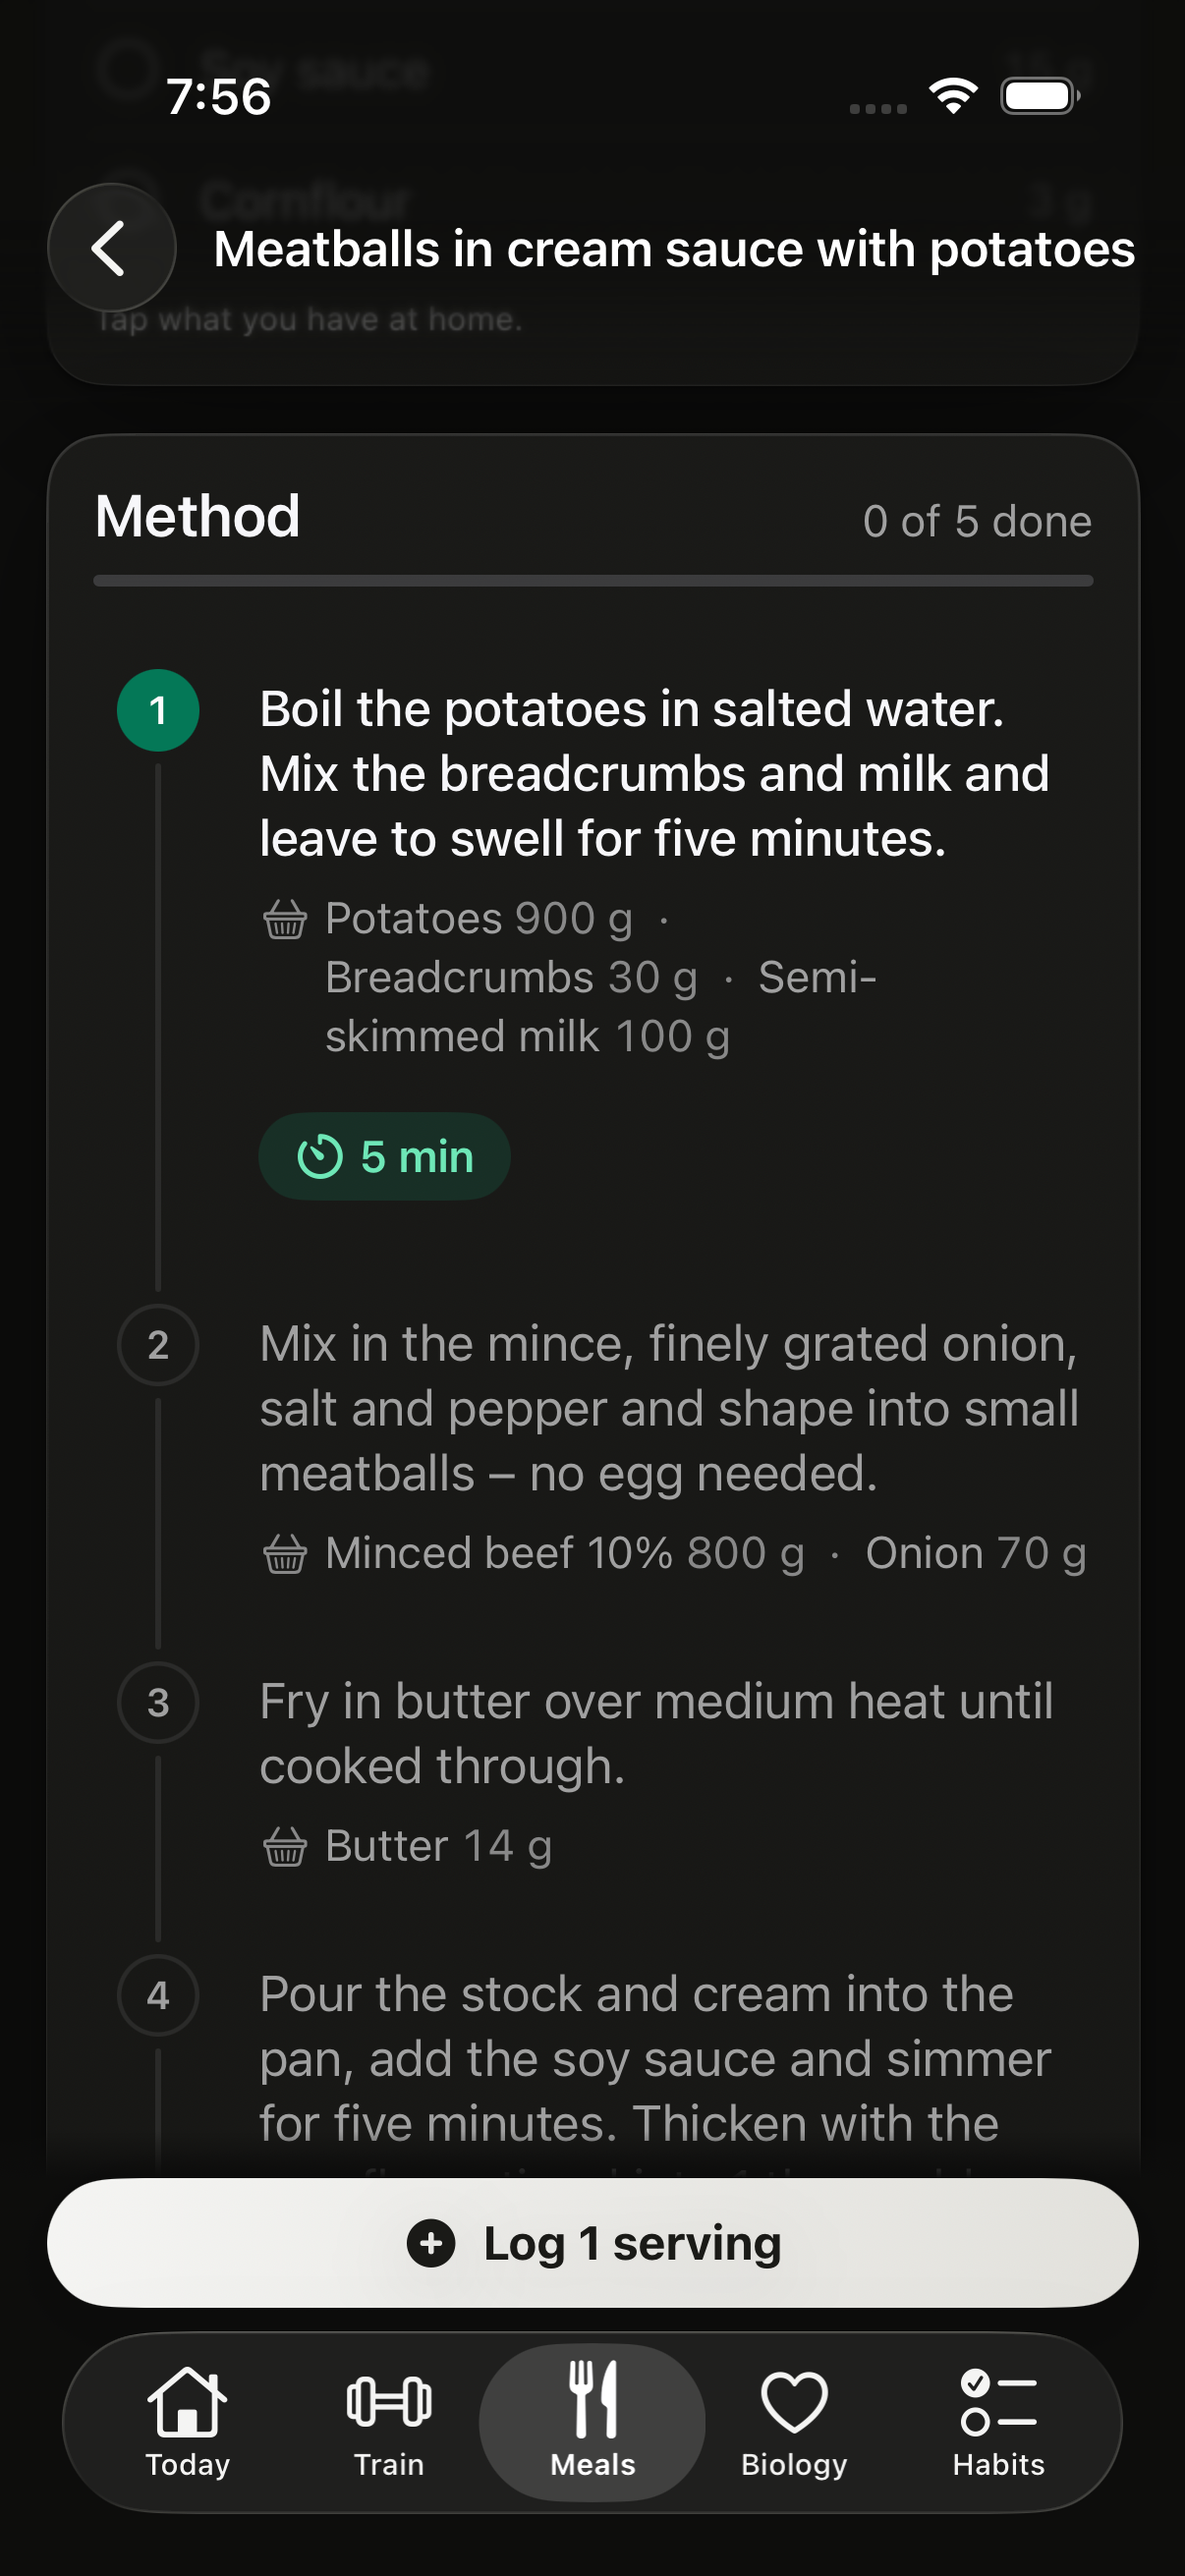 Soy sauce 15 g
7:56
Cornflour 3 g
Meatballs in cream sauce with potatoes
Tap what you have at home.
Method
0 of 5 done
1
Boil the potatoes in salted water.
Mix the breadcrumbs and milk and
leave to swell for five minutes.
Potatoes 900 g ·
Breadcrumbs 30 g · Semi-
skimmed milk 100 g
5 min
2
Mix in the mince, finely grated onion,
salt and pepper and shape into small
meatballs – no egg needed.
Minced beef 10% 800 g · Onion 70 g
3
Fry in butter over medium heat until
cooked through.
Butter 14 g
4
Pour the stock and cream into the
pan, add the soy sauce and simmer
for five minutes. Thicken with the
Log 1 serving
Today
Train
Meals
Biology
Habits